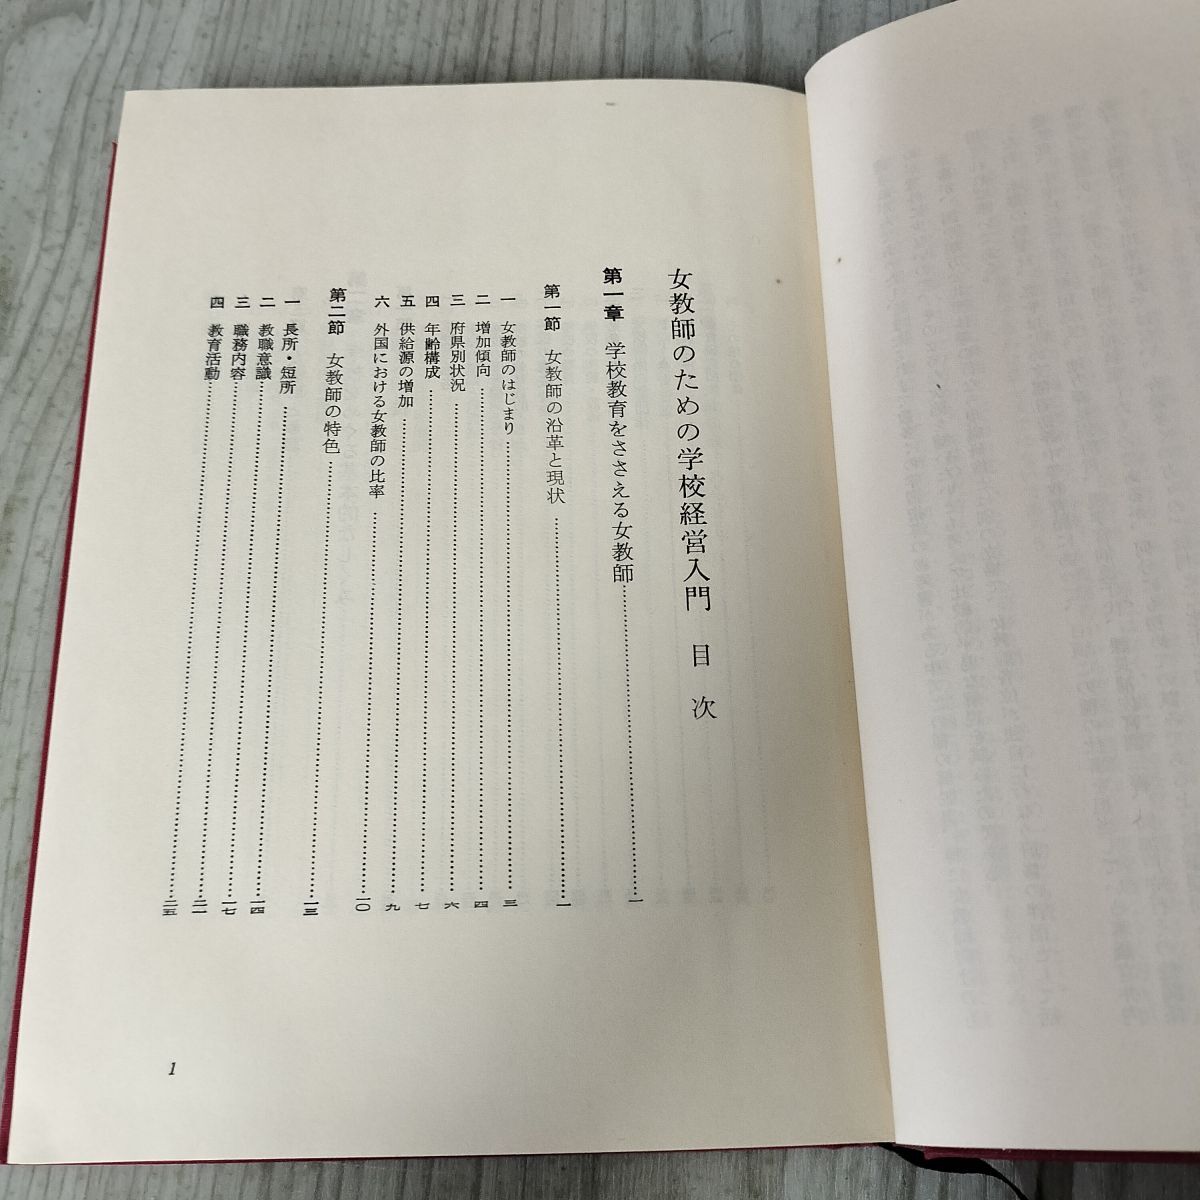 女教師のための学校経営入門　目次
第一章　学校教育をささえる女教師……一
第一節　女教師の沿革と現状……一
一　女教師のはじまり……三
二　増加傾向……四
三　府県別状況……六
四　年齢構成……七
五　供給源の増加……九
六　外国における女教師の比率……一〇
第二節　女教師の特色……一三
一　長所・短所……一四
二　教職意識……一七
三　職務内容……二一
四　教育活動……二五
1